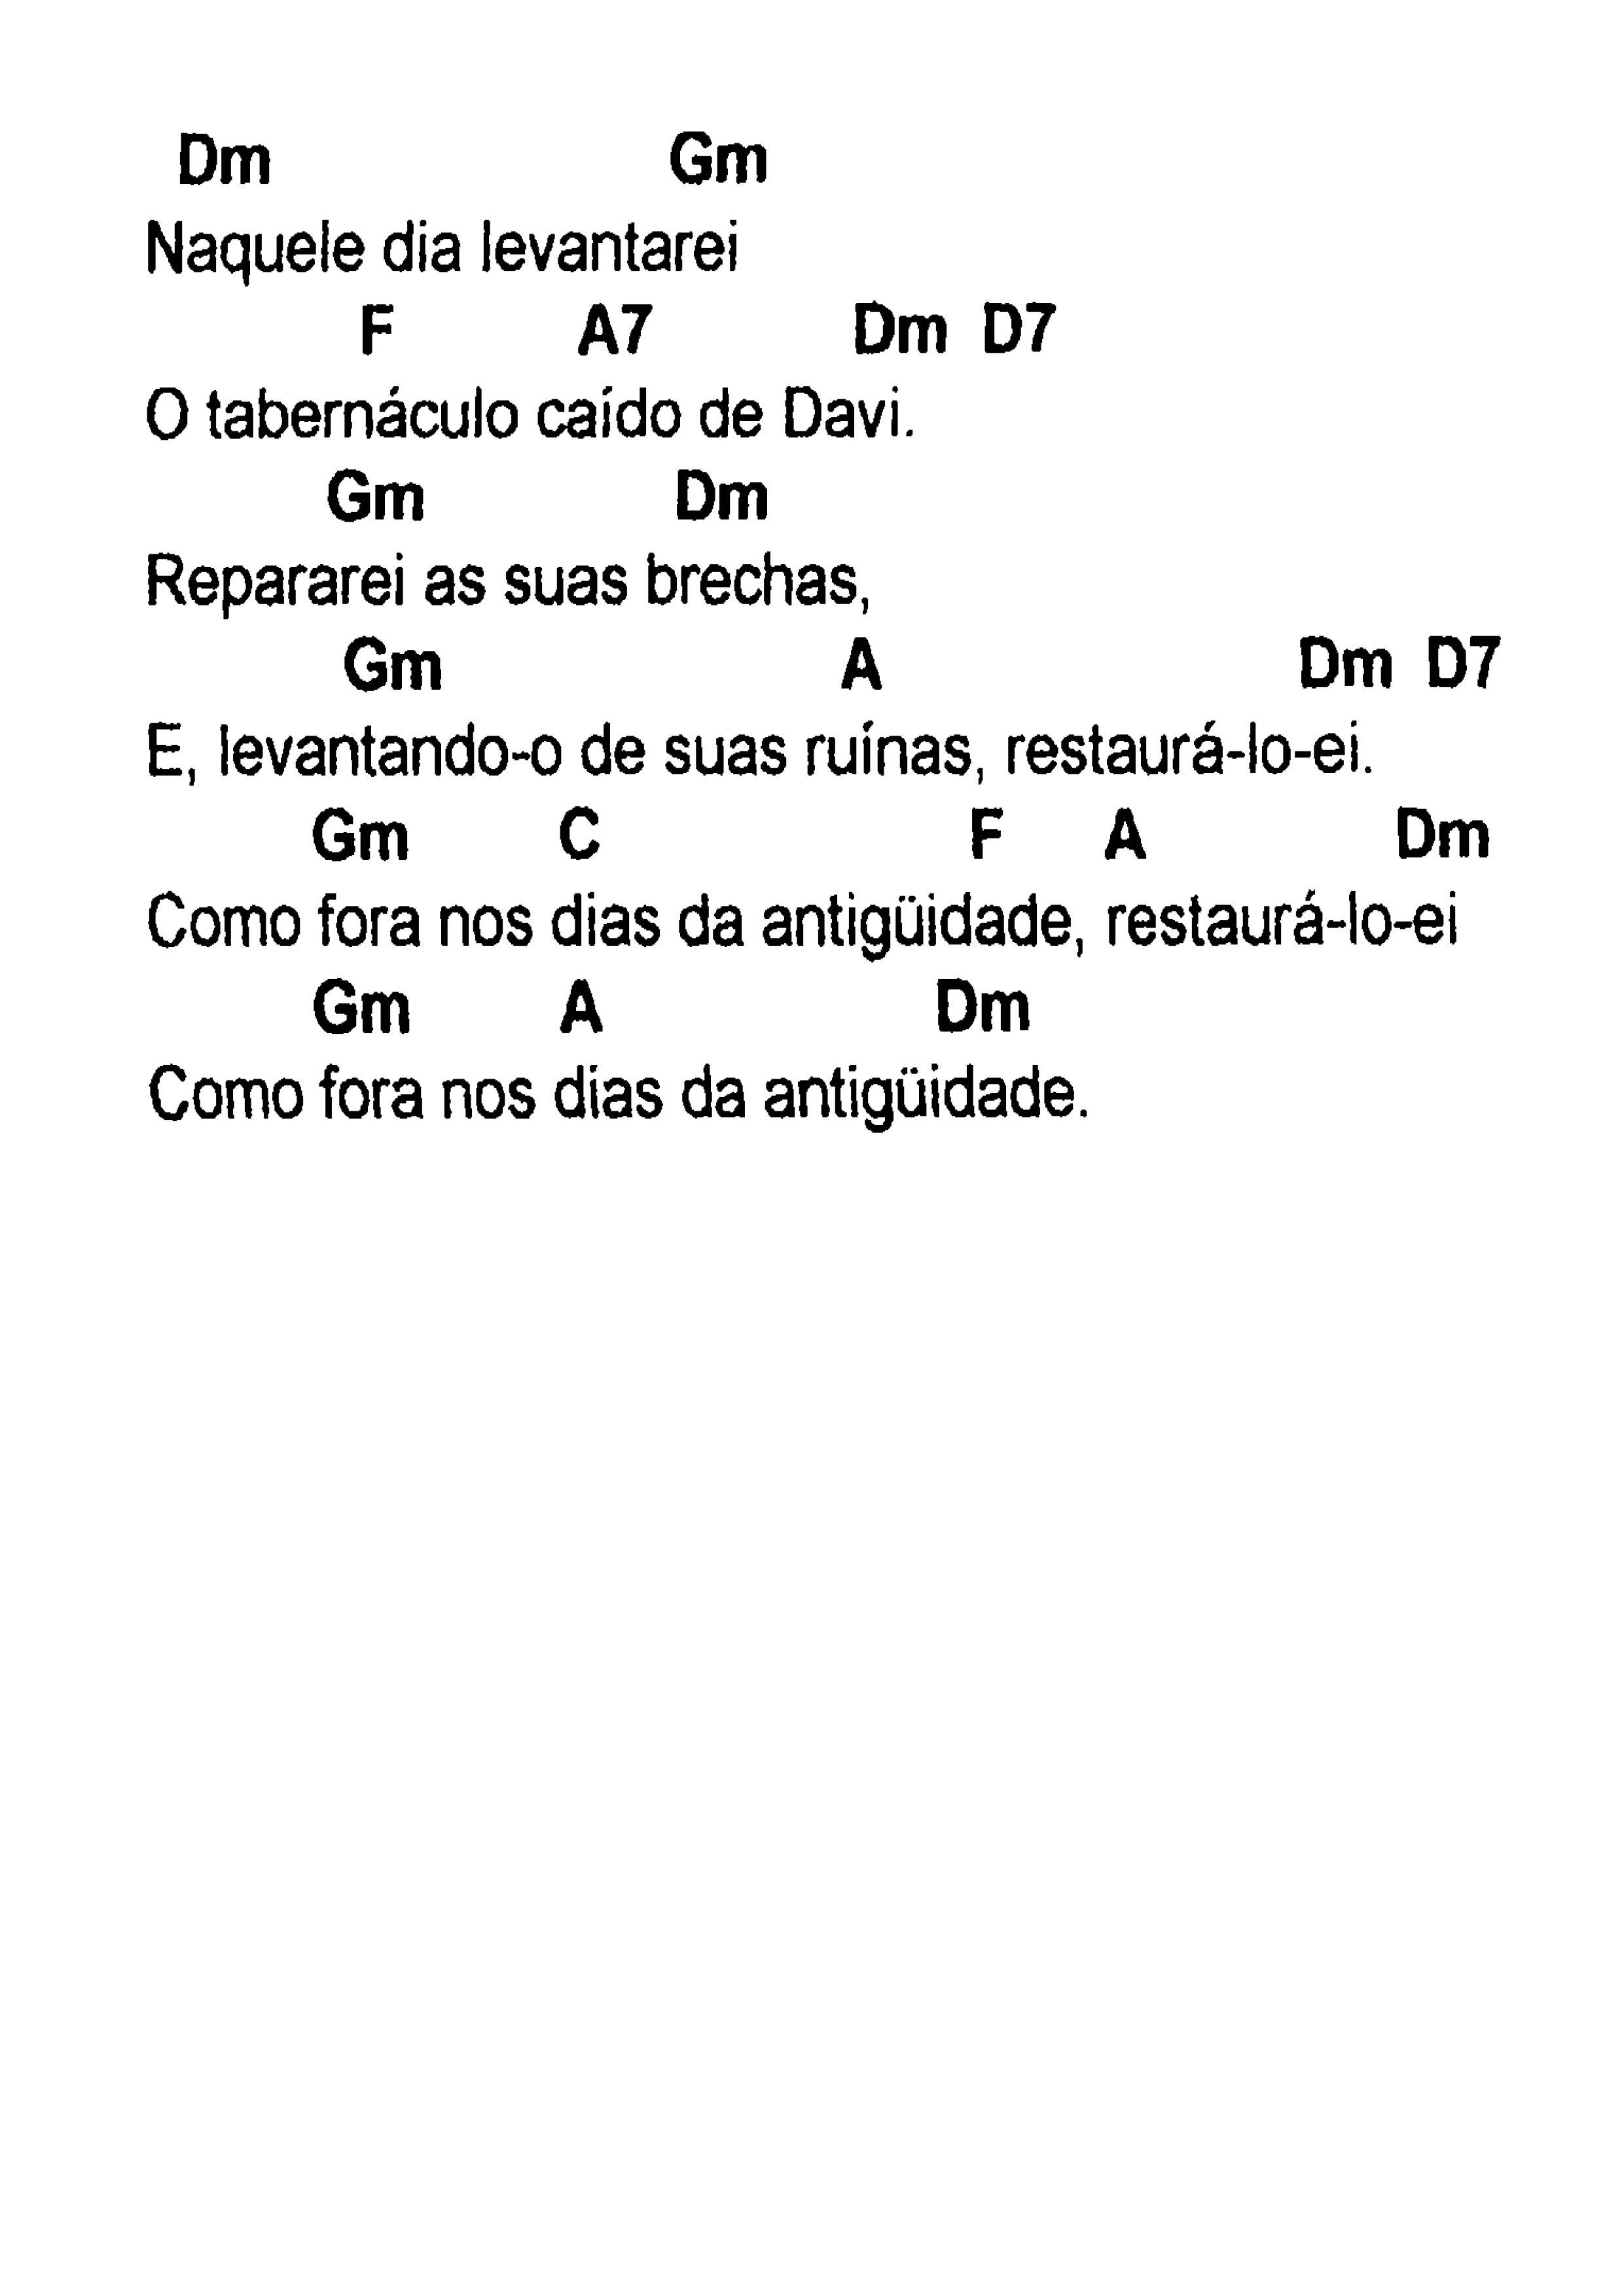 Dm Gm
Naquele dia levantarei
F A7 Dm D7
O tabernáculo caído de Davi.
Gm Dm
Repararei as suas brechas,
Gm A Dm D7
E, levantando-o de suas ruínas, restaurá-lo-ei.
Gm C F A Dm
Como fora nos dias da antigüidade, restaurá-lo-ei
Gm A Dm
Como fora nos dias da antigüidade.